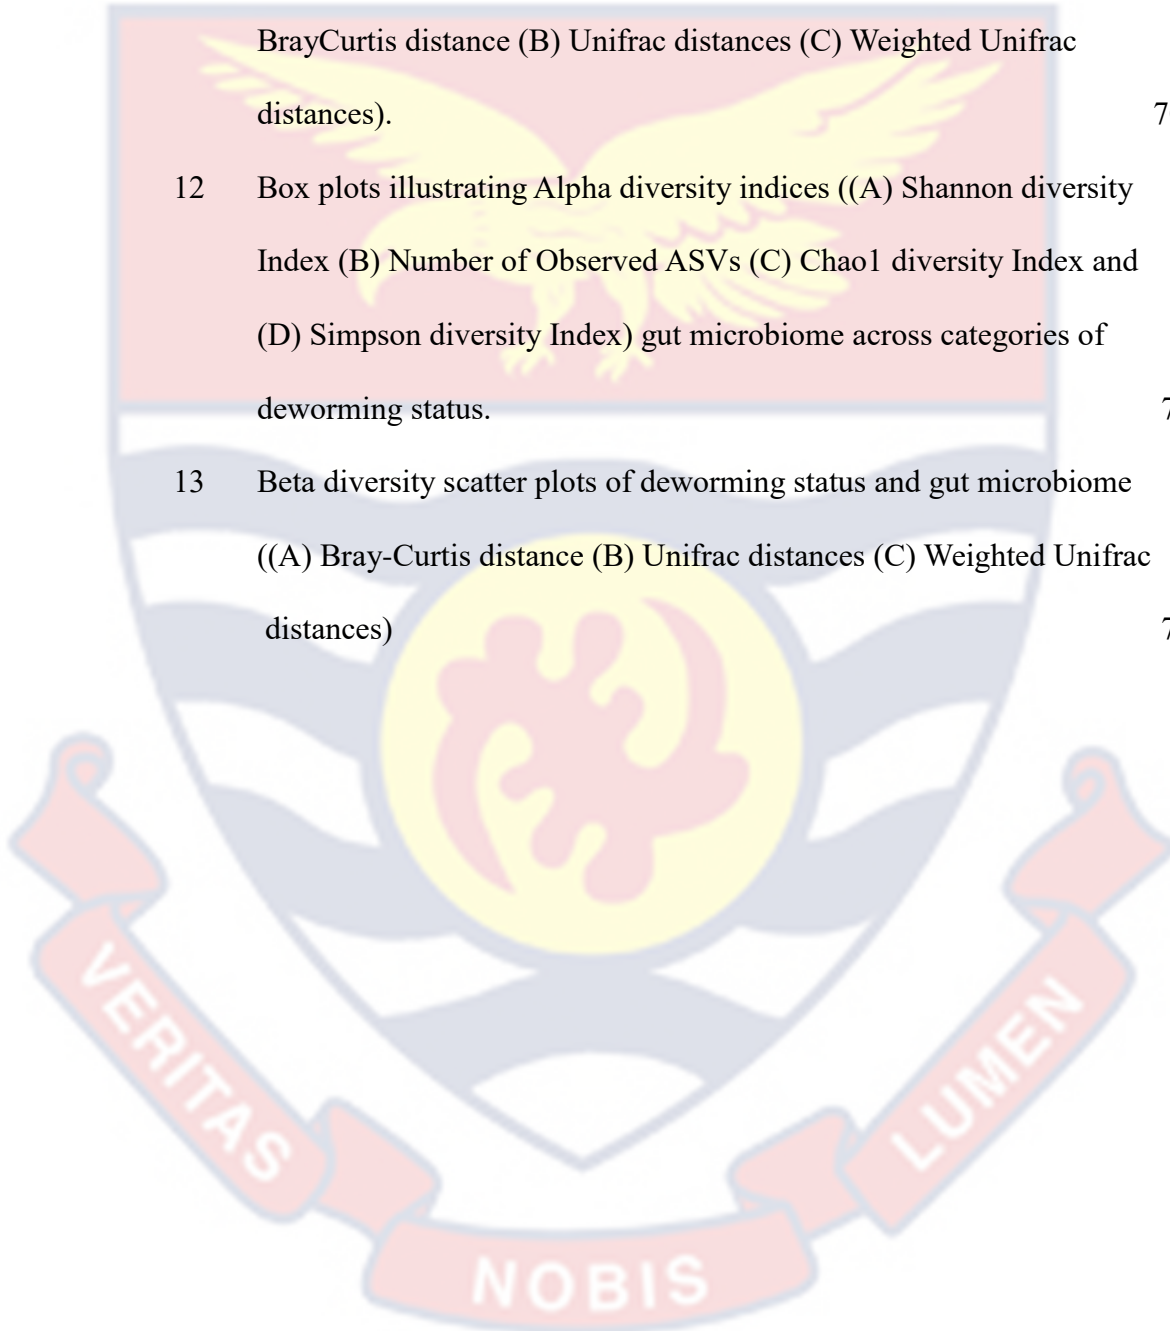 BrayCurtis distance (B) Unifrac distances (C) Weighted Unifrac
distances). 7
12 Box plots illustrating Alpha diversity indices ((A) Shannon diversity
Index (B) Number of Observed ASVs (C) Chao1 diversity Index and
(D) Simpson diversity Index) gut microbiome across categories of
deworming status. 7
13 Beta diversity scatter plots of deworming status and gut microbiome
((A) Bray-Curtis distance (B) Unifrac distances (C) Weighted Unifrac
distances) 7
VERITAS
NOBIS
LUMEN